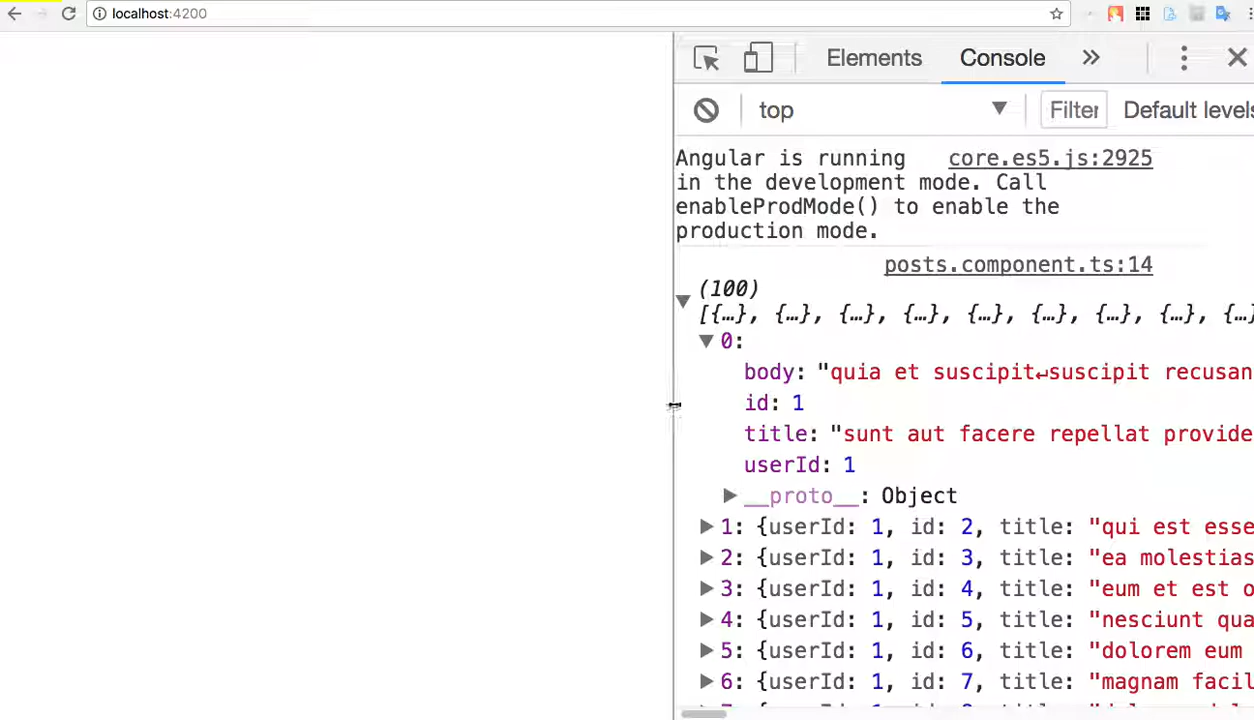 localhost:4200
Elements Console »
top Filter Default levels
Angular is running core.es5.js:2925
in the development mode. Call
enableProdMode() to enable the
production mode.
posts.component.ts:14
(100)
[{…}, {…}, {…}, {…}, {…}, {…}, {…}, {…}, {…}
0:
body: "quia et suscipit↵suscipit recusan
id: 1
title: "sunt aut facere repellat provide
userId: 1
__proto__: Object
1: {userId: 1, id: 2, title: "qui est esse
2: {userId: 1, id: 3, title: "ea molestias
3: {userId: 1, id: 4, title: "eum et est o
4: {userId: 1, id: 5, title: "nesciunt qua
5: {userId: 1, id: 6, title: "dolorem eum
6: {userId: 1, id: 7, title: "magnam facil